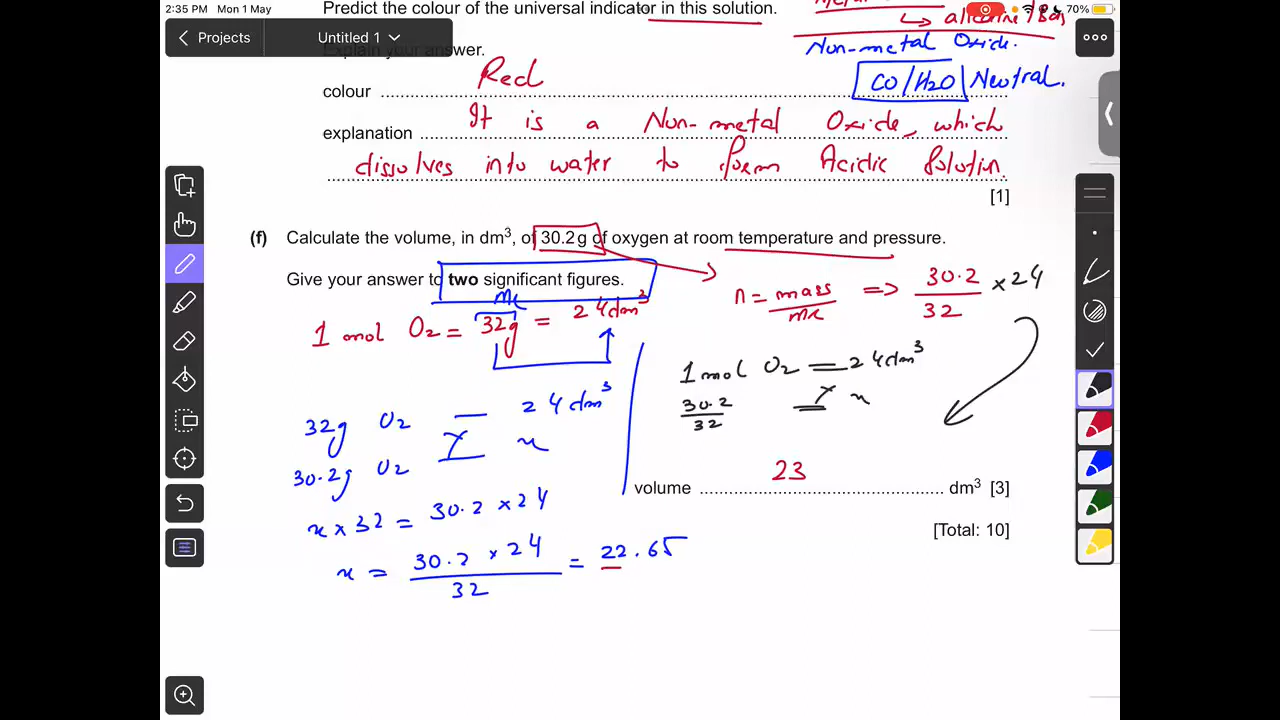 2:35 PM Mon 1 May
70%
Predict the colour of the universal indicator in this solution.
↳ alkaline / Bas
Projects
Untitled 1
Explain your answer.
Non-metal Oxide.
CO/H2O Neutral.
colour Red
explanation It is a Non-metal Oxide, which
dissolves into water to form Acidic Solution.
[1]
(f) Calculate the volume, in dm³, of 30.2g of oxygen at room temperature and pressure.
Give your answer to two significant figures.
Mr
1 mol O2 = 32g = 24dm³
n = mass/Mr => 30.2/32 × 24
1 mol O2 = 24dm³
30.2/32 = x
32g O2 — 24dm³
30.2g O2 — x
x × 32 = 30.2 × 24
x = 30.2 × 24/32 = 22.65
volume 23 dm³ [3]
[Total: 10]